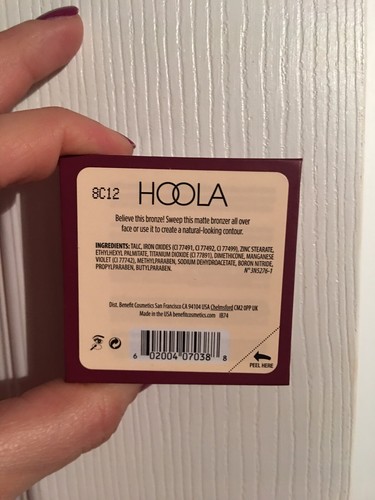 8C12 HOOLA
Believe this bronze! Sweep this matte bronzer all over
face or use it to create a natural-looking contour.
INGREDIENTS: TALC, IRON OXIDES (CI 77491, CI 77492, CI 77499), ZINC STEARATE,
ETHYLHEXYL PALMITATE, TITANIUM DIOXIDE (CI 77891), DIMETHICONE, MANGANESE
VIOLET (CI 77742), METHYLPARABEN, SODIUM DEHYDROACETATE, BORON NITRIDE,
PROPYLPARABEN, BUTYLPARABEN. N° 3N5276-1
Dist. Benefit Cosmetics San Francisco CA 94104 USA Chelmsford CM2 0PP UK
Made in the USA benefitcosmetics.com IB74
6 02004 07038 8
PEEL HERE